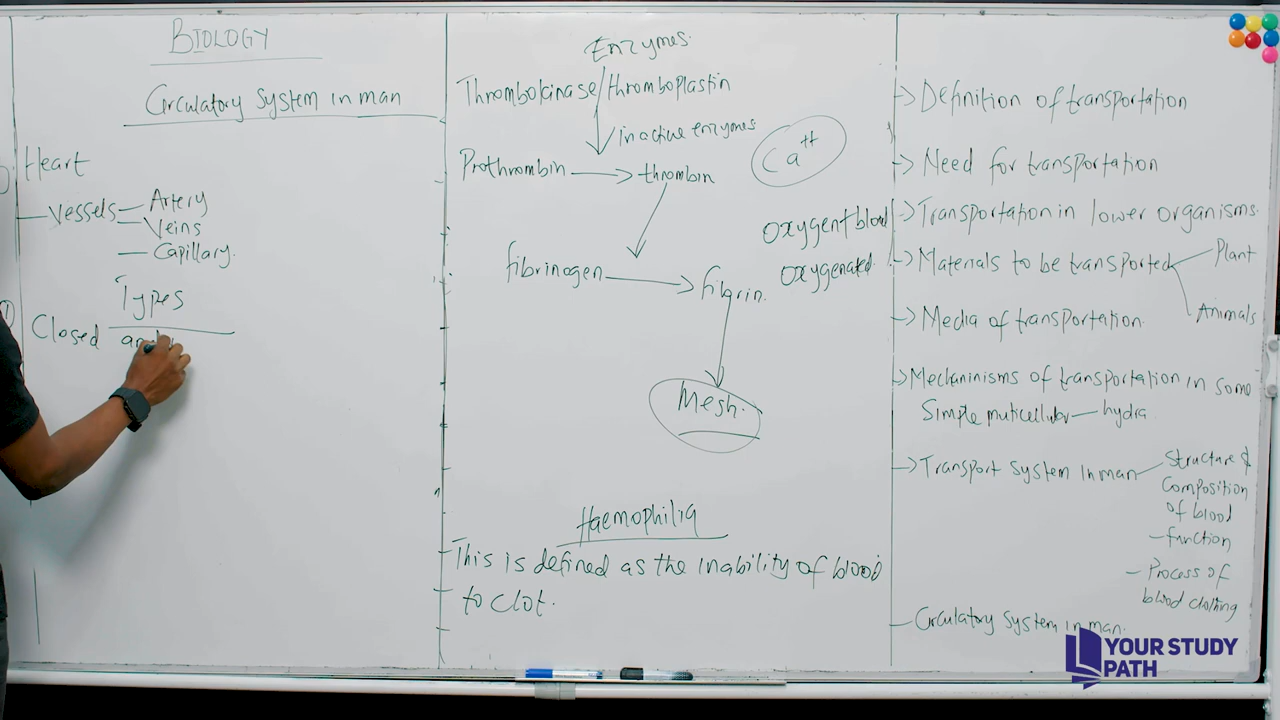 BIOLOGY
Circulatory System in man
Heart
Vessels
Artery
Veins
Capillary.
Types
Closed
Enzymes.
Thrombokinase/thromboplastin
inactive enzymes
Prothrombin → thrombin
Ca++
fibrinogen → fibrin.
Mesh.
oxygent blood
oxygenated
Haemophilia
This is defined as the inability of blood
to clot.
-> Definition of transportation
-> Need for transportation
-> Transportation in lower organisms.
-> Materials to be transported
Plant
Animals
-> Media of transportation
-> Mechaninisms of transportation in some
Simple muticellular — hydra
-> Transport system in man
Structure &
Composition
of blood
- function
- Process of
blood clotting
- Circulatory System in man.
YOUR STUDY
PATH